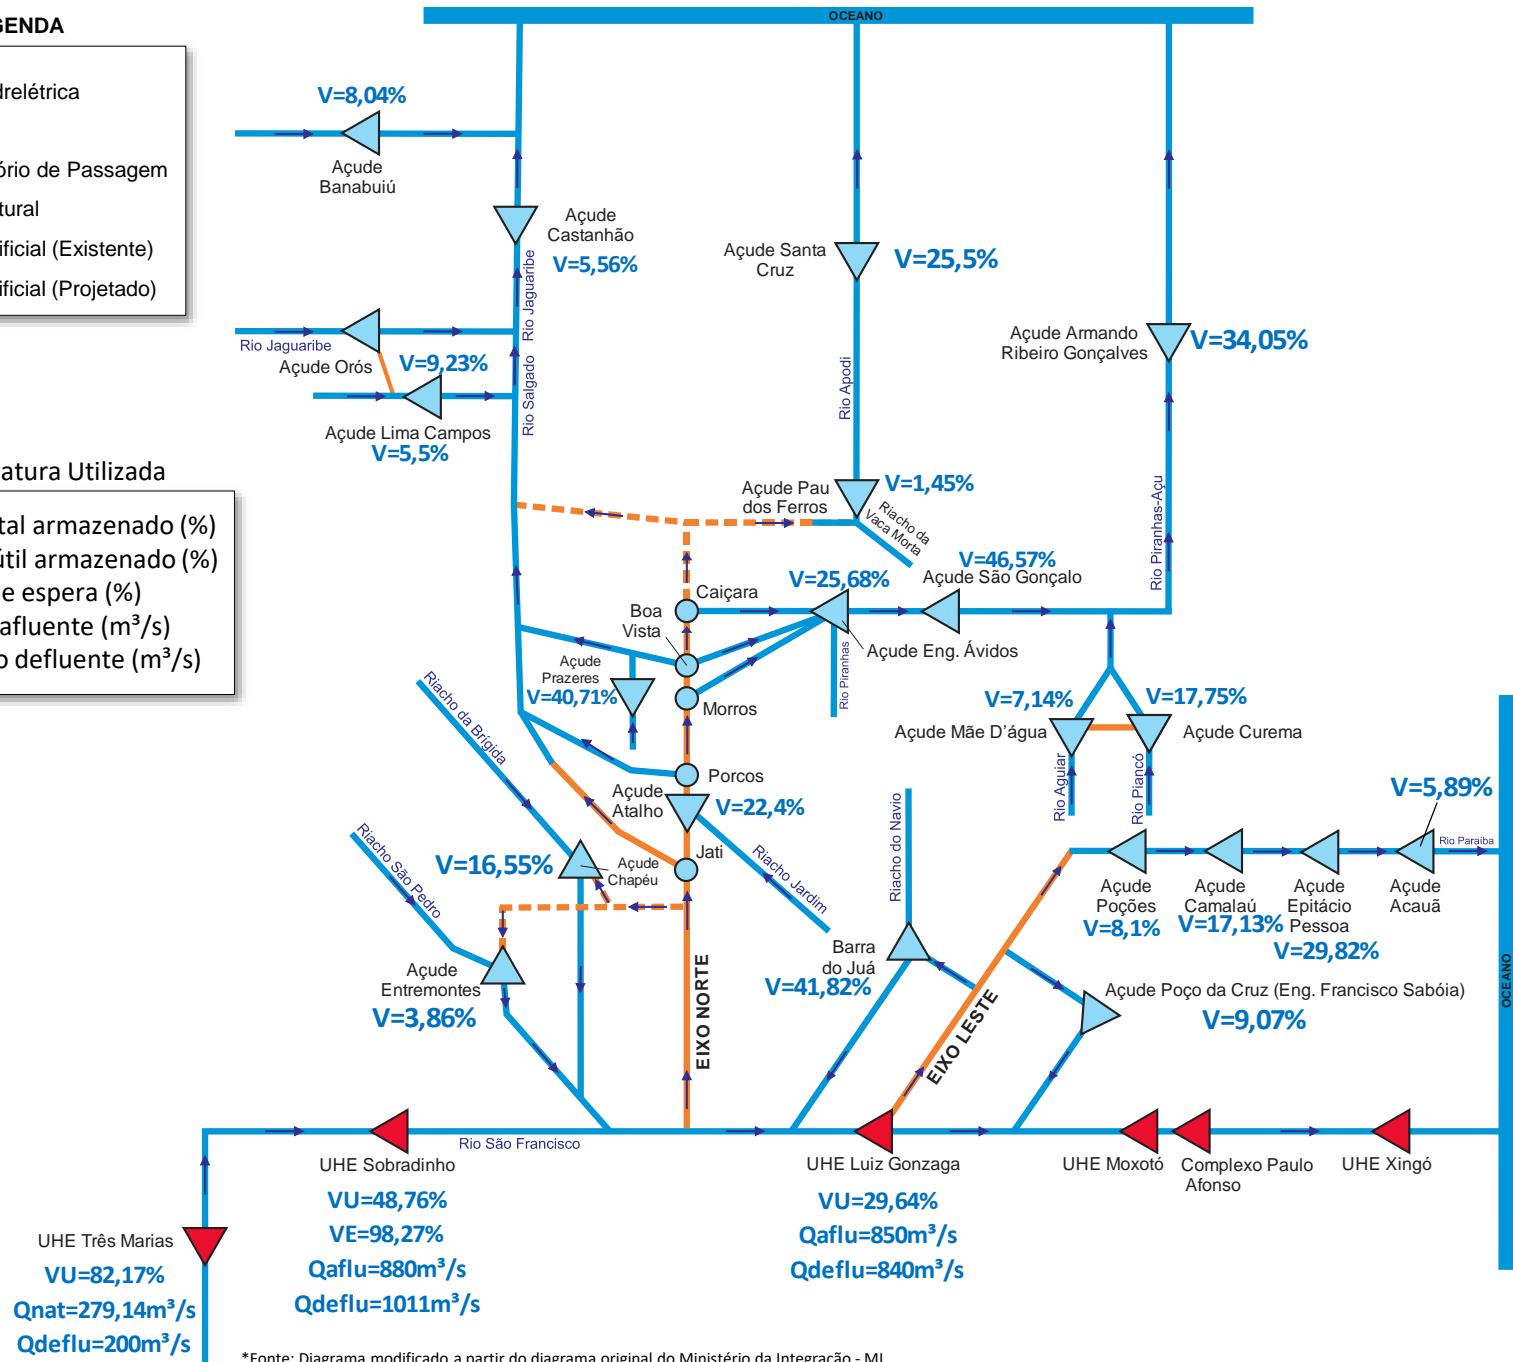 OCEANO
GENDA
drelétrica
ório de Passagem
tural
ificial (Existente)
ificial (Projetado)
V=8,04%
Açude
Banabuiú
Açude
Castanhão
V=5,56%
Rio Jaguaribe
Açude Santa
Cruz
V=25,5%
Açude Armando
Ribeiro Gonçalves
V=34,05%
Rio Jaguaribe
Açude Orós
V=9,23%
Rio Salgado
Rio Apodi
Açude Lima Campos
V=5,5%
atura Utilizada
tal armazenado (%)
útil armazenado (%)
e espera (%)
afluente (m³/s)
o defluente (m³/s)
Açude Pau
dos Ferros
V=1,45%
Riacho da
Vaca Morta
Rio Piranhas-Açu
V=46,57%
Açude São Gonçalo
V=25,68%
Caiçara
Boa
Vista
Açude Eng. Ávidos
Rio Piranhas
Açude
Prazeres
V=40,71%
Morros
Riacho da Brígida
V=7,14%
V=17,75%
Açude Mãe D'água
Açude Curema
Rio Aguiar
Rio Piancó
Porcos
Açude
Atalho
V=22,4%
V=5,89%
Riacho do Navio
Rio Paraíba
Riacho São Pedro
V=16,55%
Açude
Chapéu
Jati
Riacho Jardim
Açude
Poções
V=8,1%
Açude
Camalaú
V=17,13%
Açude
Epitácio
Pessoa
V=29,82%
Açude
Acauã
Barra
do Juá
V=41,82%
Açude
Entremontes
V=3,86%
EIXO NORTE
EIXO LESTE
Açude Poço da Cruz (Eng. Francisco Sabóia)
V=9,07%
OCEANO
Rio São Francisco
UHE Sobradinho
VU=48,76%
VE=98,27%
Qaflu=880m³/s
Qdeflu=1011m³/s
UHE Luiz Gonzaga
VU=29,64%
Qaflu=850m³/s
Qdeflu=840m³/s
UHE Moxotó
Complexo Paulo
Afonso
UHE Xingó
UHE Três Marias
VU=82,17%
Qnat=279,14m³/s
Qdeflu=200m³/s
*Fonte: Diagrama modificado a partir do diagrama original do Ministério da Integração - MI